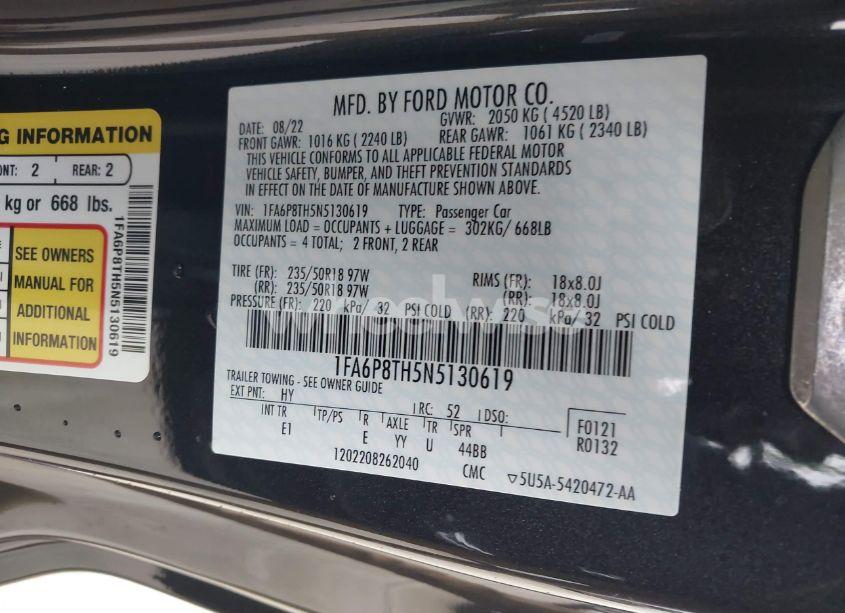 G INFORMATION
NT: 2 REAR: 2
kg or 668 lbs.
SEE OWNERS
MANUAL FOR
ADDITIONAL
INFORMATION
1FA6P8TH5N5130619
MFD. BY FORD MOTOR CO.
DATE: 08/22 GVWR: 2050 KG ( 4520 LB)
FRONT GAWR: 1016 KG ( 2240 LB) REAR GAWR: 1061 KG ( 2340 LB)
THIS VEHICLE CONFORMS TO ALL APPLICABLE FEDERAL MOTOR
VEHICLE SAFETY, BUMPER, AND THEFT PREVENTION STANDARDS
IN EFFECT ON THE DATE OF MANUFACTURE SHOWN ABOVE.
VIN: 1FA6P8TH5N5130619 TYPE: Passenger Car
MAXIMUM LOAD = OCCUPANTS + LUGGAGE = 302KG/ 668LB
OCCUPANTS = 4 TOTAL; 2 FRONT, 2 REAR
TIRE (FR): 235/50R18 97W RIMS (FR): 18x8.0J
(RR): 235/50R18 97W (RR): 18x8.0J
PRESSURE (FR): 220 kPa/ 32 PSI COLD (RR): 220 kPa/ 32 PSI COLD
1FA6P8TH5N5130619
TRAILER TOWING - SEE OWNER GUIDE
EXT PNT: HY RC: 52 DSO: F0121
INT TR TP/PS R AXLE TR SPR R0132
E1 E YY U 44BB
1202208262040 CMC ▽5U5A-5420472-AA